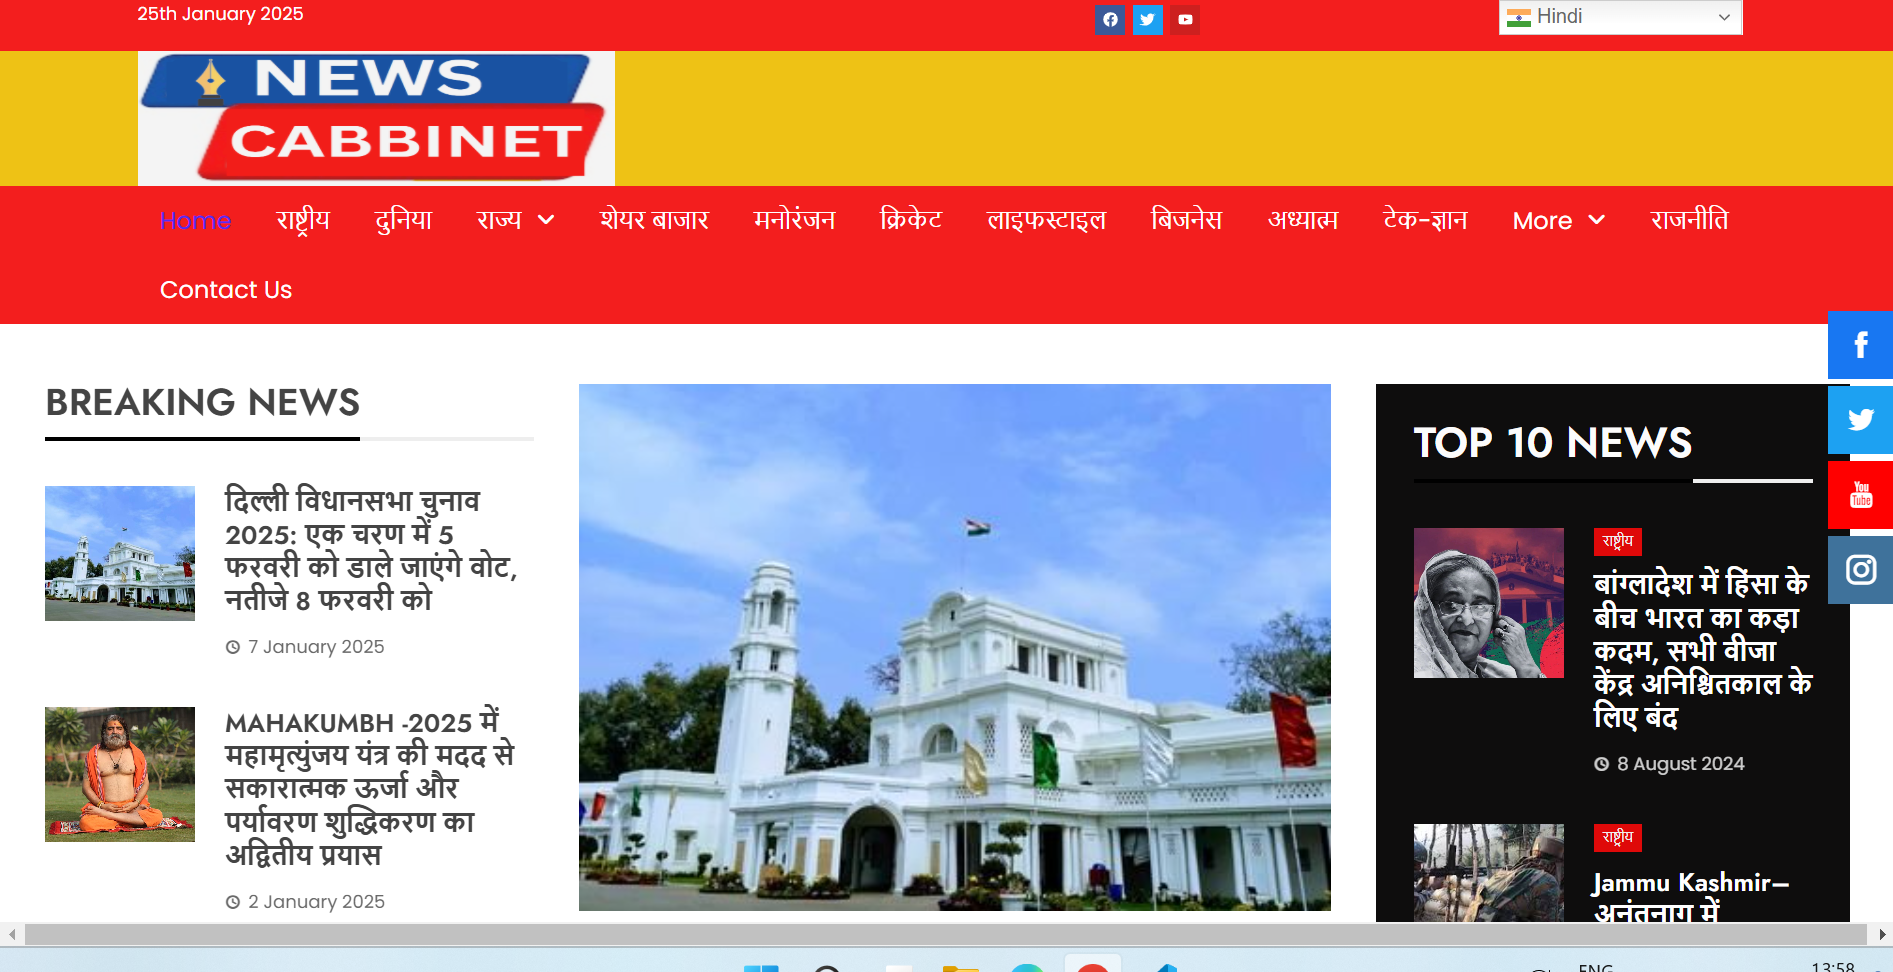 25th January 2025
Hindi
NEWS
CABBINET
Home राष्ट्रीय दुनिया राज्य शेयर बाजार मनोरंजन क्रिकेट लाइफस्टाइल बिजनेस अध्यात्म टेक-ज्ञान More राजनीति
Contact Us
BREAKING NEWS
दिल्ली विधानसभा चुनाव
2025: एक चरण में 5
फरवरी को डाले जाएंगे वोट,
नतीजे 8 फरवरी को
7 January 2025
MAHAKUMBH -2025 में
महामृत्युंजय यंत्र की मदद से
सकारात्मक ऊर्जा और
पर्यावरण शुद्धिकरण का
अद्वितीय प्रयास
2 January 2025
TOP 10 NEWS
राष्ट्रीय
बांग्लादेश में हिंसा के
बीच भारत का कड़ा
कदम, सभी वीजा
केंद्र अनिश्चितकाल के
लिए बंद
8 August 2024
राष्ट्रीय
Jammu Kashmir–
अनंतनाग में
You
Tube
ENG
13:58